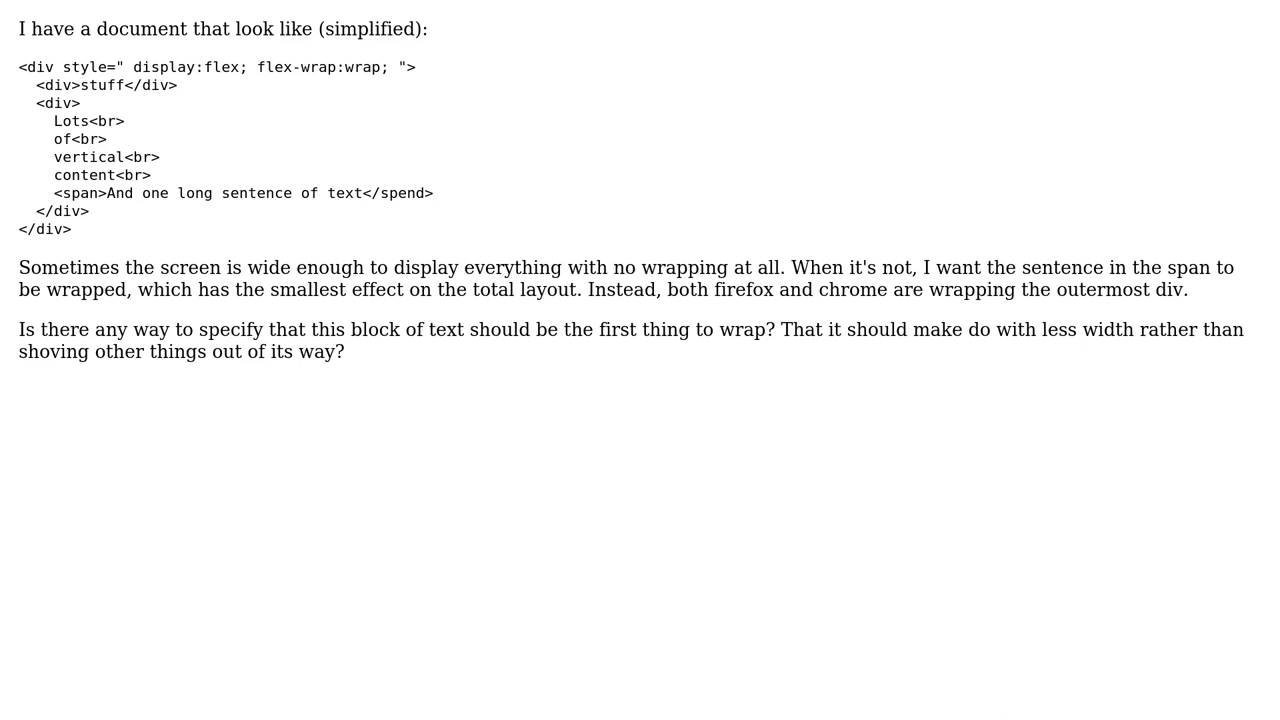 I have a document that look like (simplified):
<div style=" display:flex; flex-wrap:wrap; ">
  <div>stuff</div>
  <div>
    Lots<br>
    of<br>
    vertical<br>
    content<br>
    <span>And one long sentence of text</spend>
  </div>
</div>
Sometimes the screen is wide enough to display everything with no wrapping at all. When it's not, I want the sentence in the span to
be wrapped, which has the smallest effect on the total layout. Instead, both firefox and chrome are wrapping the outermost div.
Is there any way to specify that this block of text should be the first thing to wrap? That it should make do with less width rather than
shoving other things out of its way?